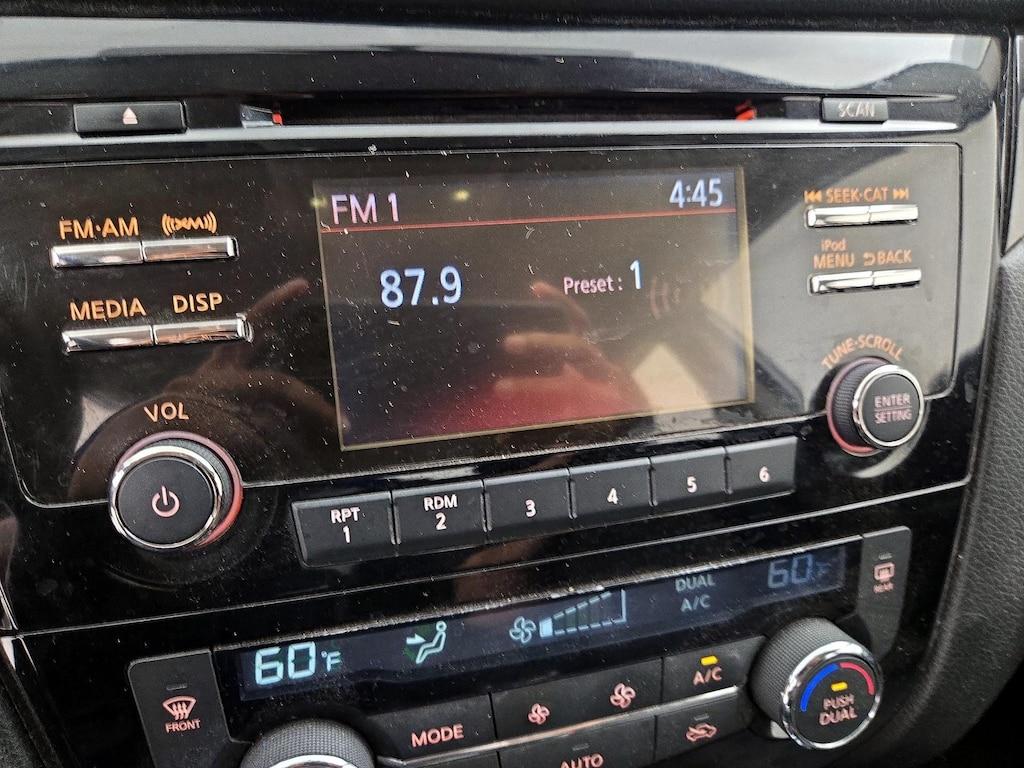 SCAN
FM·AM
((XM))
SEEK·CAT
iPod
MENU
BACK
MEDIA
DISP
FM 1
4:45
87.9
Preset : 1
TUNE·SCROLL
ENTER
SETTING
VOL
RPT
1
RDM
2
3
4
5
6
DUAL
A/C
60°F
60°F
REAR
FRONT
MODE
A/C
PUSH
DUAL
AUTO